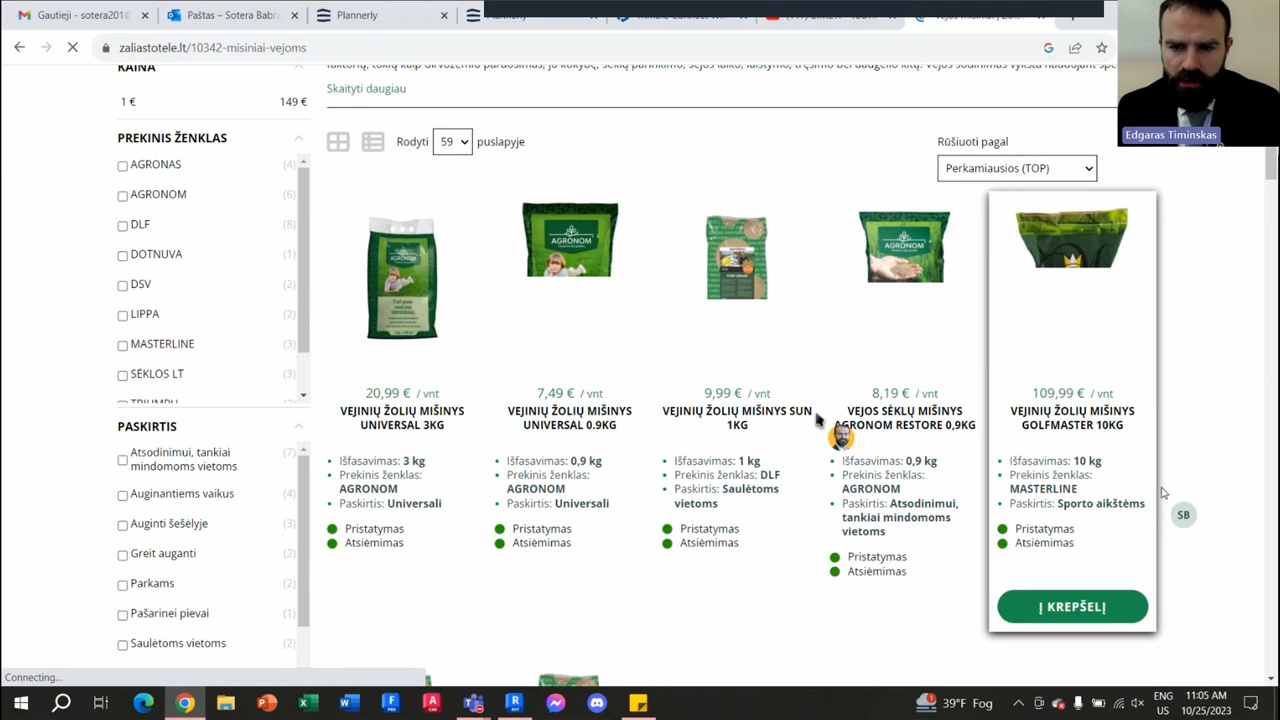 Gautieji - sotera201
Paštas – Sotera Babra
Plannerly
zaliastotele.lt/10342-misiniai-vejoms
Edgaras Timinskas
Skaityti daugiau
KAINA
1 €
149 €
PREKINIS ŽENKLAS
AGRONAS (4)
AGRONOM (6)
DLF (8)
DOTNUVA (1)
DSV (2)
LIPPA (2)
MASTERLINE (3)
SĖKLOS LT (3)
PASKIRTIS
Atsodinimui, tankiai (7)
mindomoms vietoms
Auginantiems vaikus (4)
Auginti šešėlyje (3)
Greit auganti (2)
Parkams (2)
Pašarinei pievai (1)
Saulėtoms vietoms (2)
Rodyti 59 puslapyje
Rūšiuoti pagal
Perkamiausios (TOP)
AGRONOM
20,99 € / vnt
VEJINIŲ ŽOLIŲ MIŠINYS
UNIVERSAL 3KG
Išfasavimas: 3 kg
Prekinis ženklas:
AGRONOM
Paskirtis: Universali
Pristatymas
Atsiėmimas
AGRONOM
7,49 € / vnt
VEJINIŲ ŽOLIŲ MIŠINYS
UNIVERSAL 0.9KG
Išfasavimas: 0,9 kg
Prekinis ženklas:
AGRONOM
Paskirtis: Universali
Pristatymas
Atsiėmimas
9,99 € / vnt
VEJINIŲ ŽOLIŲ MIŠINYS SUN
1KG
Išfasavimas: 1 kg
Prekinis ženklas: DLF
Paskirtis: Saulėtoms
vietoms
Pristatymas
Atsiėmimas
AGRONOM
8,19 € / vnt
VEJOS SĖKLŲ MIŠINYS
AGRONOM RESTORE 0,9KG
Išfasavimas: 0,9 kg
Prekinis ženklas:
AGRONOM
Paskirtis: Atsodinimui,
tankiai mindomoms
vietoms
Pristatymas
Atsiėmimas
109,99 € / vnt
VEJINIŲ ŽOLIŲ MIŠINYS
GOLFMASTER 10KG
Išfasavimas: 10 kg
Prekinis ženklas:
MASTERLINE
Paskirtis: Sporto aikštėms
Pristatymas
Atsiėmimas
Į KREPŠELĮ
SB
Connecting...
39°F Fog
ENG
US
11:05 AM
10/25/2023